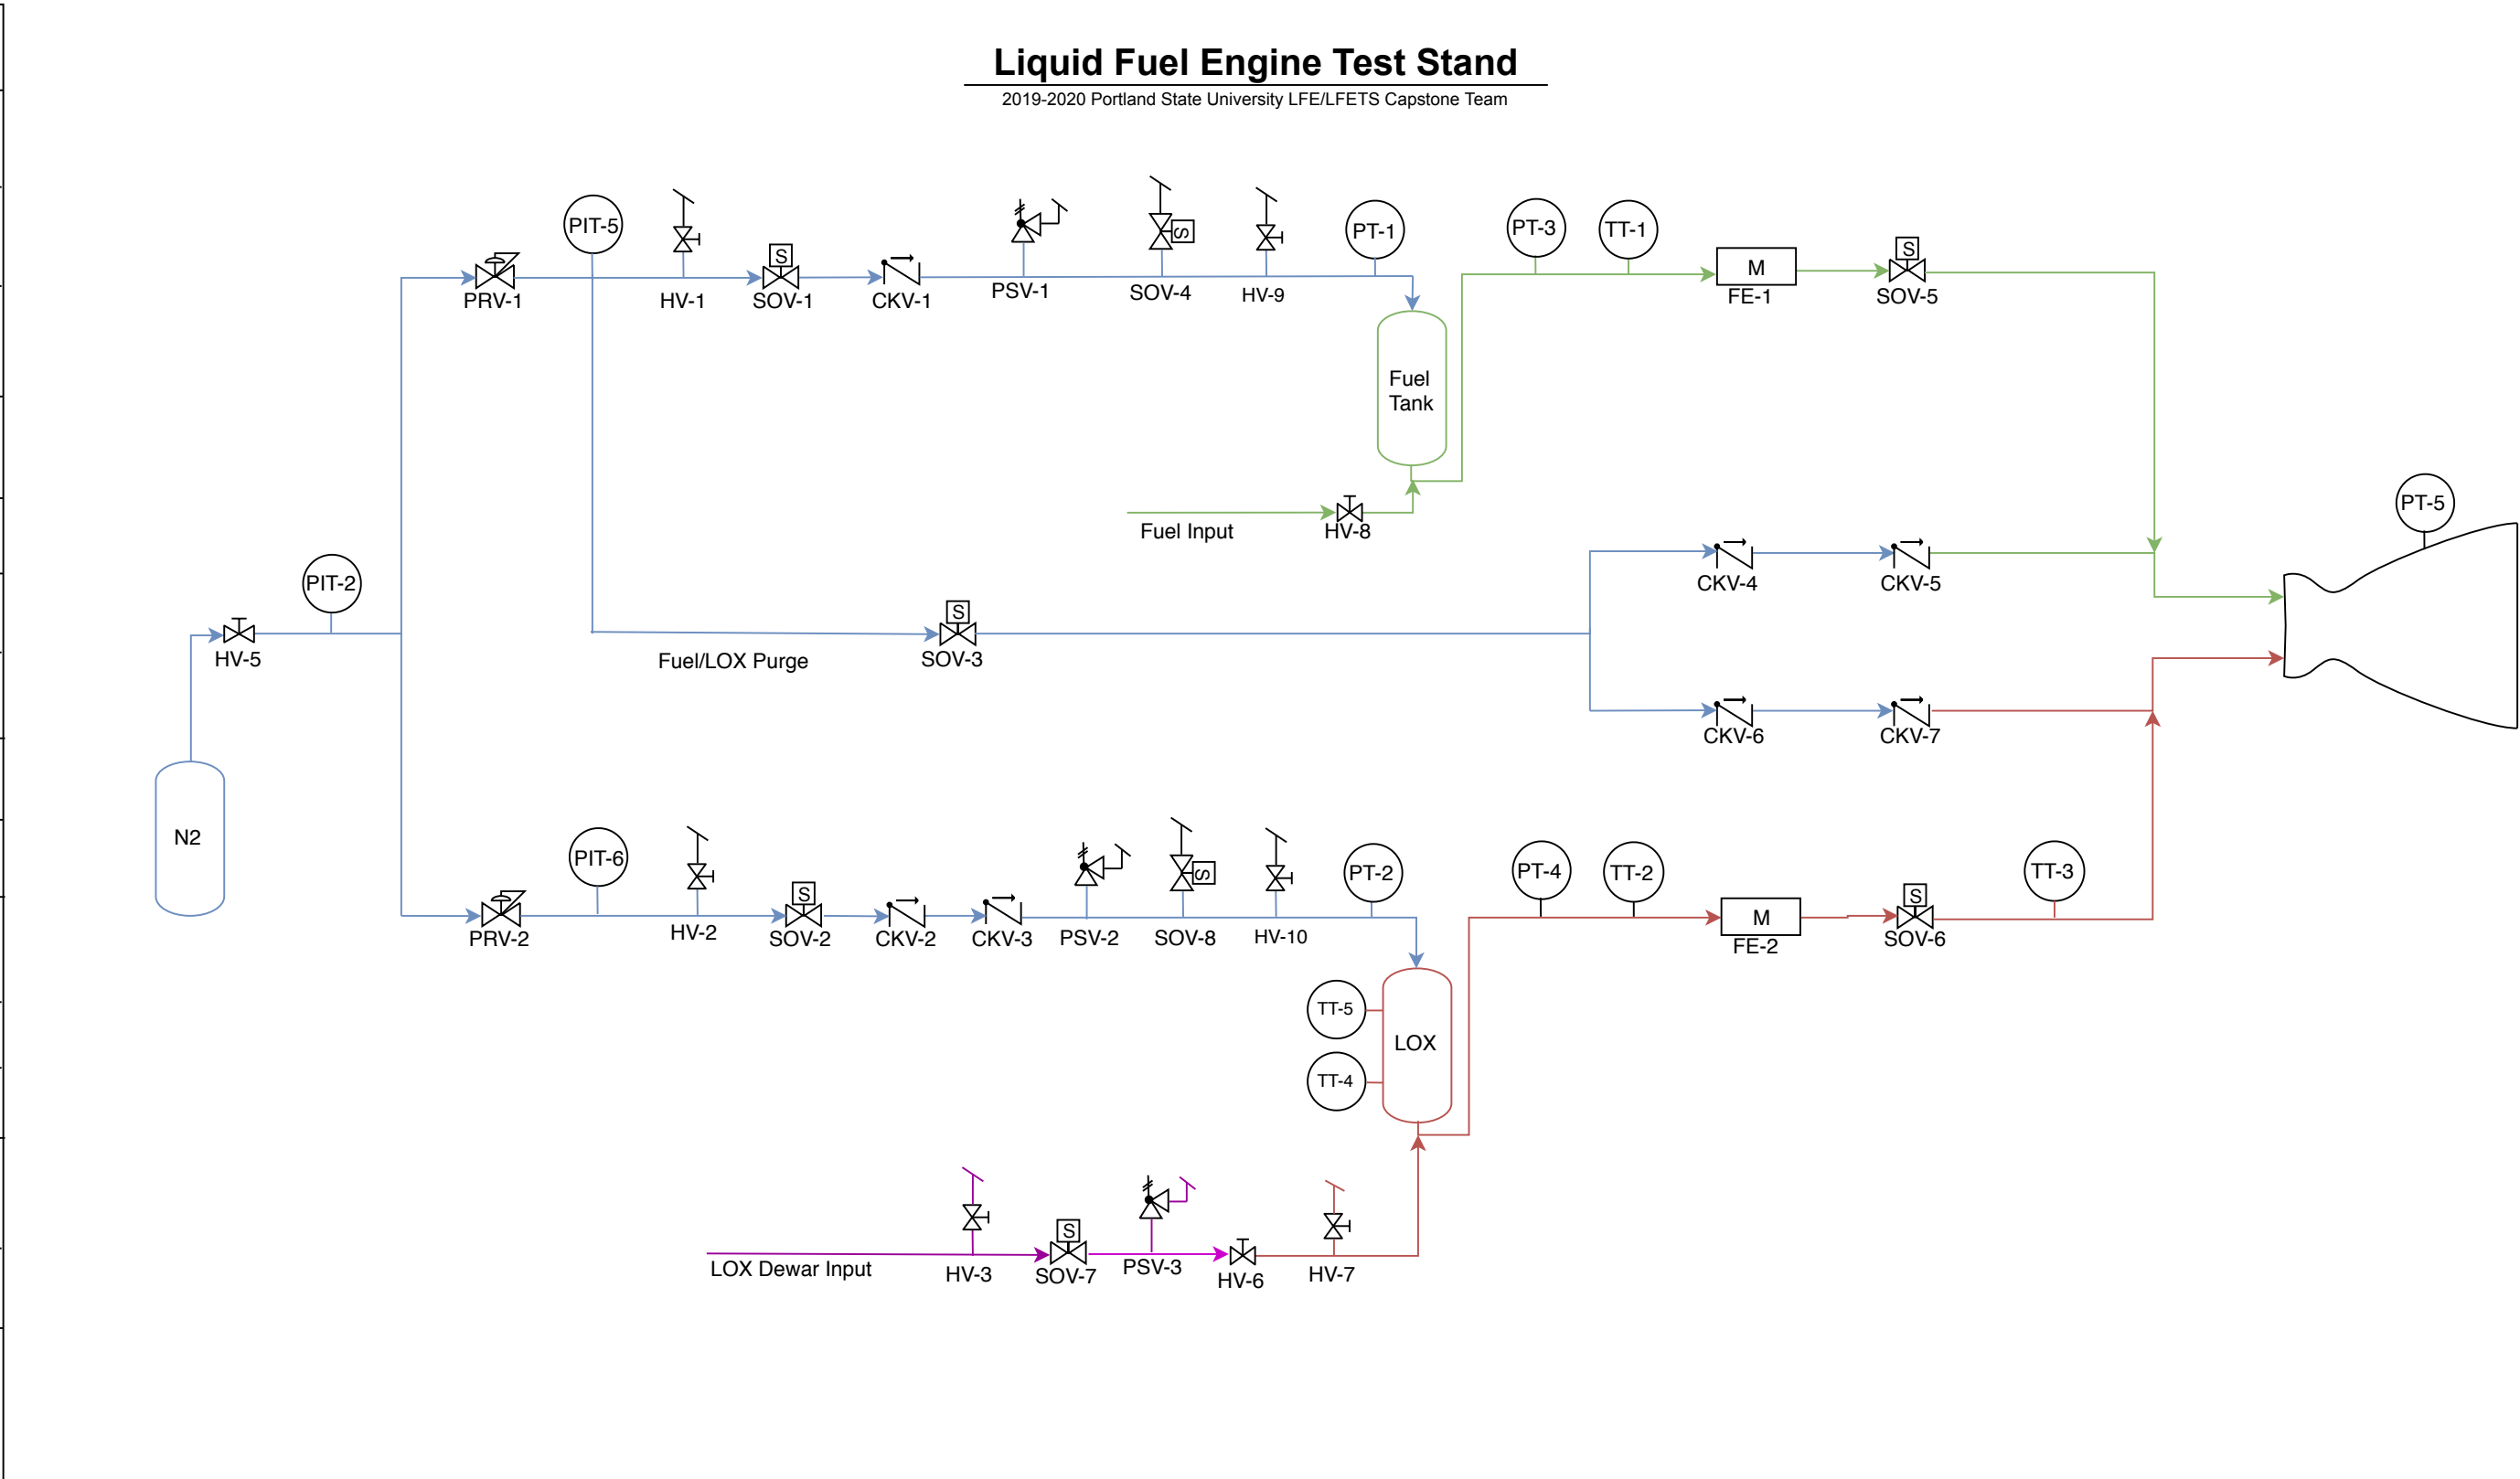 Liquid Fuel Engine Test Stand
2019-2020 Portland State University LFE/LFETS Capstone Team
PIT-5
S
S
PT-1
PT-3
TT-1
M
S
PRV-1
HV-1
SOV-1
CKV-1
PSV-1
SOV-4
HV-9
FE-1
SOV-5
Fuel
Tank
Fuel Input
HV-8
PT-5
PIT-2
HV-5
Fuel/LOX Purge
S
SOV-3
CKV-4
CKV-5
CKV-6
CKV-7
N2
PIT-6
S
S
PT-2
PT-4
TT-2
M
S
TT-3
PRV-2
HV-2
SOV-2
CKV-2
CKV-3
PSV-2
SOV-8
HV-10
FE-2
SOV-6
TT-5
LOX
TT-4
S
LOX Dewar Input
HV-3
SOV-7
PSV-3
HV-6
HV-7